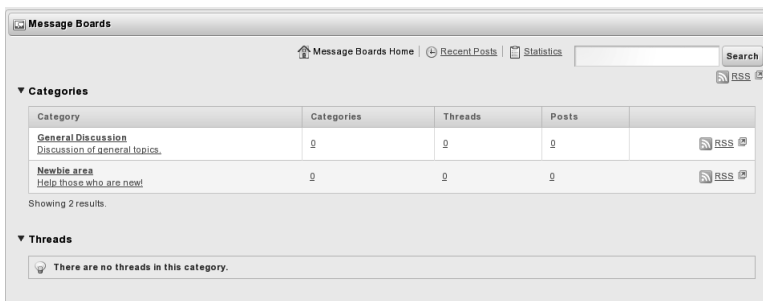 Message Boards
Message Boards Home | Recent Posts | Statistics Search
RSS
Categories
Category Categories Threads Posts
General Discussion
Discussion of general topics. 0 0 0 RSS
Newbie area
Help those who are new! 0 0 0 RSS
Showing 2 results.
Threads
There are no threads in this category.